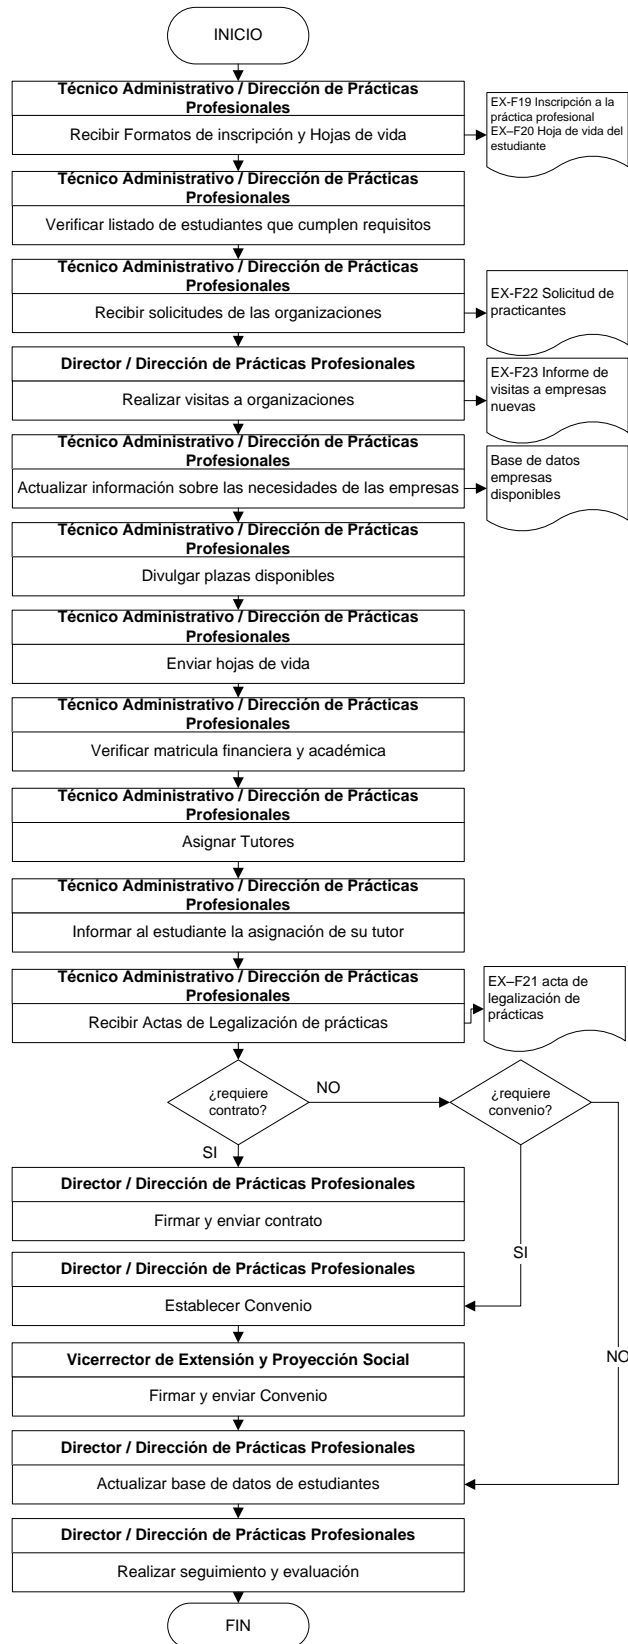 INICIO
Técnico Administrativo / Dirección de Prácticas
Profesionales
Recibir Formatos de inscripción y Hojas de vida
EX-F19 Inscripción a la
práctica profesional
EX–F20 Hoja de vida del
estudiante
Técnico Administrativo / Dirección de Prácticas
Profesionales
Verificar listado de estudiantes que cumplen requisitos
Técnico Administrativo / Dirección de Prácticas
Profesionales
Recibir solicitudes de las organizaciones
EX-F22 Solicitud de
practicantes
Director / Dirección de Prácticas Profesionales
Realizar visitas a organizaciones
EX-F23 Informe de
visitas a empresas
nuevas
Técnico Administrativo / Dirección de Prácticas
Profesionales
Actualizar información sobre las necesidades de las empresas
Base de datos
empresas
disponibles
Técnico Administrativo / Dirección de Prácticas
Profesionales
Divulgar plazas disponibles
Técnico Administrativo / Dirección de Prácticas
Profesionales
Enviar hojas de vida
Técnico Administrativo / Dirección de Prácticas
Profesionales
Verificar matricula financiera y académica
Técnico Administrativo / Dirección de Prácticas
Profesionales
Asignar Tutores
Técnico Administrativo / Dirección de Prácticas
Profesionales
Informar al estudiante la asignación de su tutor
Técnico Administrativo / Dirección de Prácticas
Profesionales
Recibir Actas de Legalización de prácticas
EX–F21 acta de
legalización de
prácticas
¿requiere
contrato?
NO
¿requiere
convenio?
SI
Director / Dirección de Prácticas Profesionales
Firmar y enviar contrato
SI
Director / Dirección de Prácticas Profesionales
Establecer Convenio
Vicerrector de Extensión y Proyección Social
Firmar y enviar Convenio
NO
Director / Dirección de Prácticas Profesionales
Actualizar base de datos de estudiantes
Director / Dirección de Prácticas Profesionales
Realizar seguimiento y evaluación
FIN